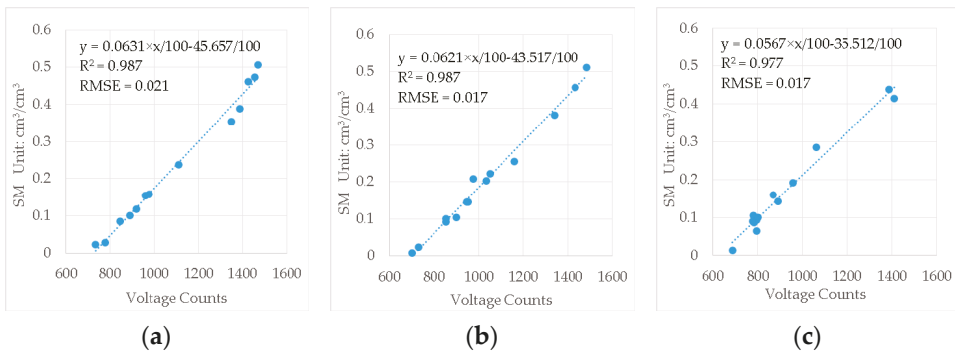 y = 0.0631×x/100-45.657/100
R² = 0.987
RMSE = 0.021
SM Unit: cm³/cm³
0.6
0.5
0.4
0.3
0.2
0.1
0
600 800 1000 1200 1400 1600
Voltage Counts
(a)
y = 0.0621×x/100-43.517/100
R² = 0.987
RMSE = 0.017
SM Unit: cm³/cm³
0.6
0.5
0.4
0.3
0.2
0.1
0
600 800 1000 1200 1400 1600
Voltage Counts
(b)
y = 0.0567×x/100-35.512/100
R² = 0.977
RMSE = 0.017
SM Unit: cm³/cm³
0.6
0.5
0.4
0.3
0.2
0.1
0
600 800 1000 1200 1400 1600
Voltage Counts
(c)